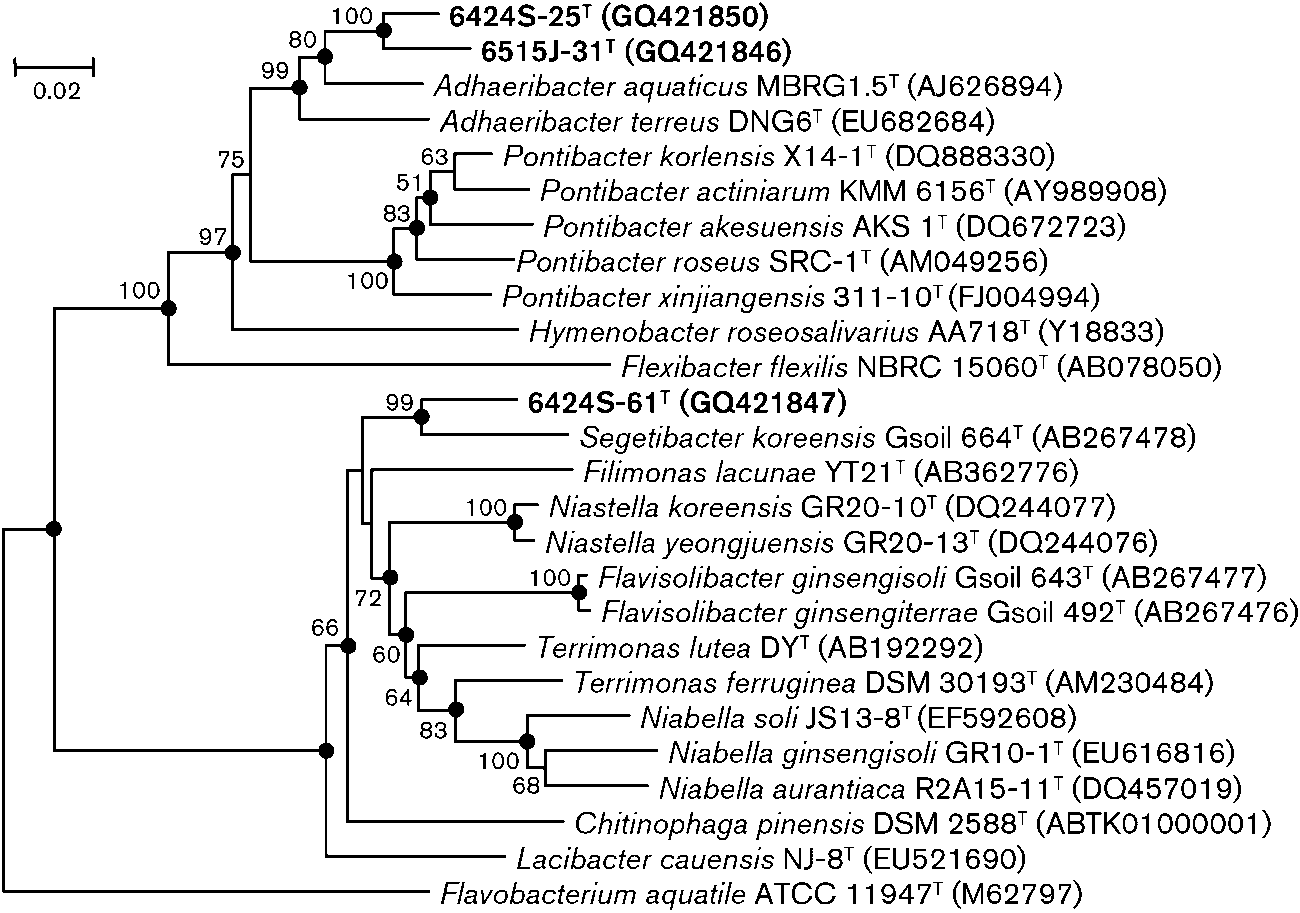 100
6424S-25ᵀ (GQ421850)
80
6515J-31ᵀ (GQ421846)
99
0.02
Adhaeribacter aquaticus MBRG1.5ᵀ (AJ626894)
Adhaeribacter terreus DNG6ᵀ (EU682684)
75
63
Pontibacter korlensis X14-1ᵀ (DQ888330)
51
Pontibacter actiniarum KMM 6156ᵀ (AY989908)
83
Pontibacter akesuensis AKS 1ᵀ (DQ672723)
97
Pontibacter roseus SRC-1ᵀ (AM049256)
100
100
Pontibacter xinjiangensis 311-10ᵀ (FJ004994)
Hymenobacter roseosalivarius AA718ᵀ (Y18833)
Flexibacter flexilis NBRC 15060ᵀ (AB078050)
99
6424S-61ᵀ (GQ421847)
Segetibacter koreensis Gsoil 664ᵀ (AB267478)
Filimonas lacunae YT21ᵀ (AB362776)
100
Niastella koreensis GR20-10ᵀ (DQ244077)
Niastella yeongjuensis GR20-13ᵀ (DQ244076)
100
Flavisolibacter ginsengisoli Gsoil 643ᵀ (AB267477)
72
Flavisolibacter ginsengiterrae Gsoil 492ᵀ (AB267476)
66
60
Terrimonas lutea DYᵀ (AB192292)
Terrimonas ferruginea DSM 30193ᵀ (AM230484)
64
Niabella soli JS13-8ᵀ (EF592608)
83
Niabella ginsengisoli GR10-1ᵀ (EU616816)
100
68
Niabella aurantiaca R2A15-11ᵀ (DQ457019)
Chitinophaga pinensis DSM 2588ᵀ (ABTK01000001)
Lacibacter cauensis NJ-8ᵀ (EU521690)
Flavobacterium aquatile ATCC 11947ᵀ (M62797)